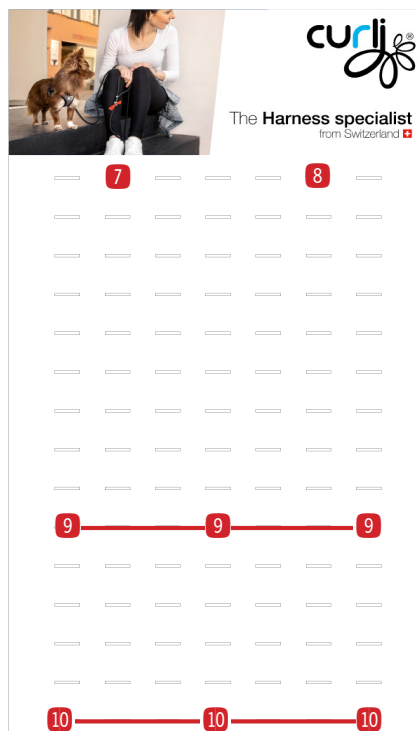 curli®
The Harness specialist
from Switzerland
7 8
9 9 9
10 10 10